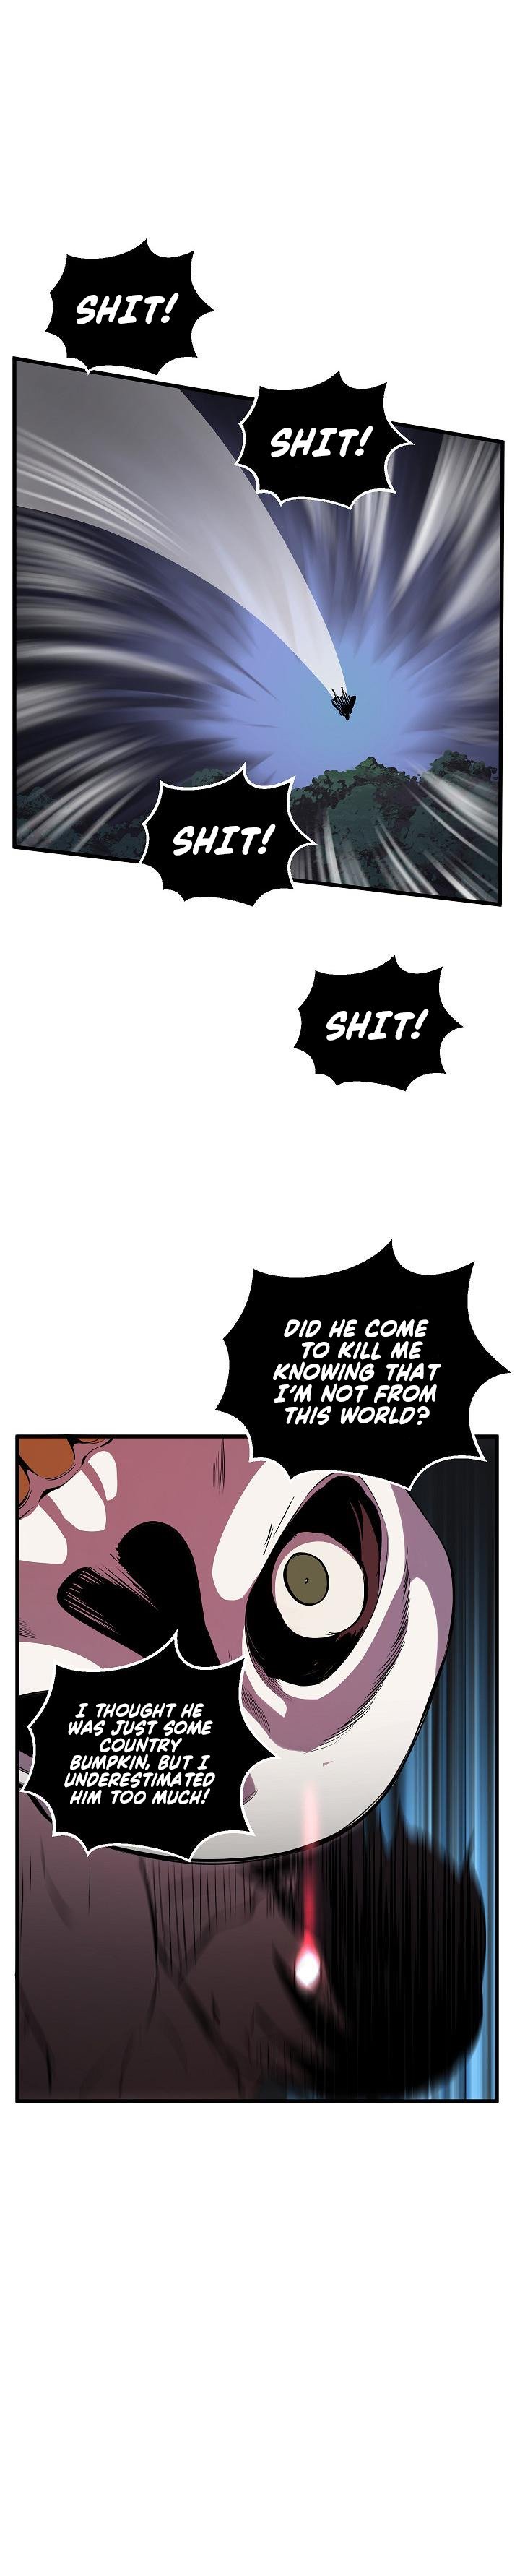 SHIT!
SHIT!
SHIT!
SHIT!
DID HE COME
TO KILL ME
KNOWING THAT
I'M NOT FROM
THIS WORLD?
I THOUGHT HE
WAS JUST SOME
COUNTRY
BUMPKIN, BUT I
UNDERESTIMATED
HIM TOO MUCH!